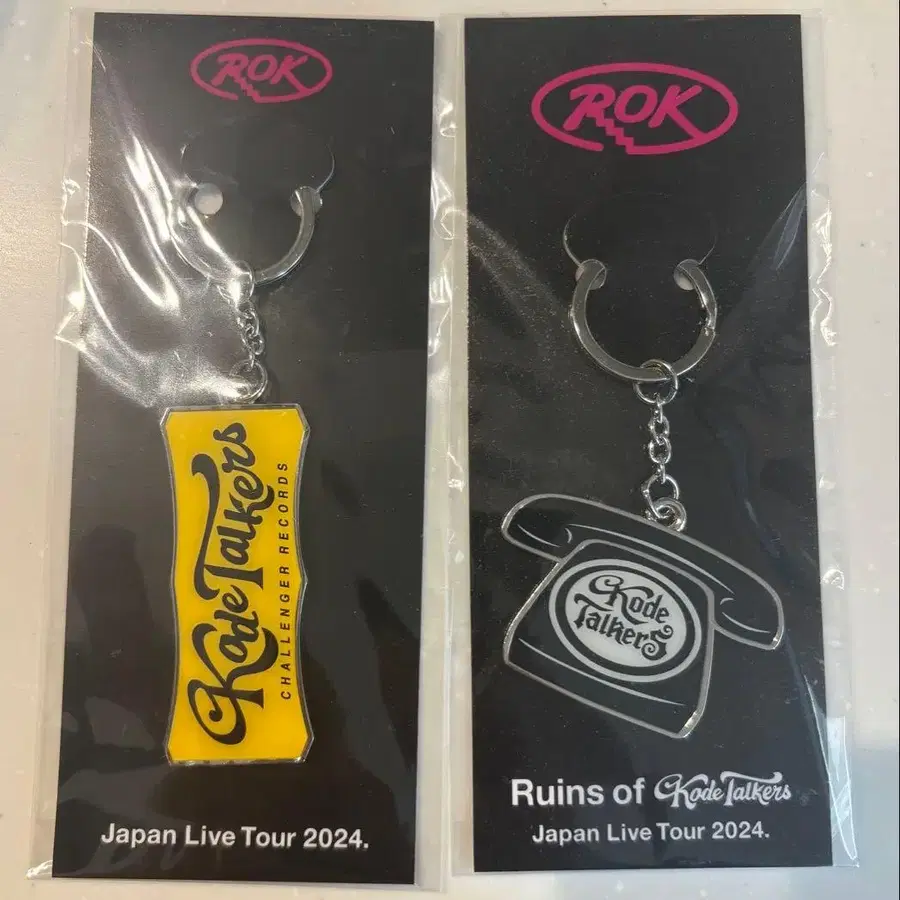 ROK
Kode Talkers
CHALLENGER RECORDS
Japan Live Tour 2024.
ROK
Kode
Talkers
Ruins of Kode Talkers
Japan Live Tour 2024.